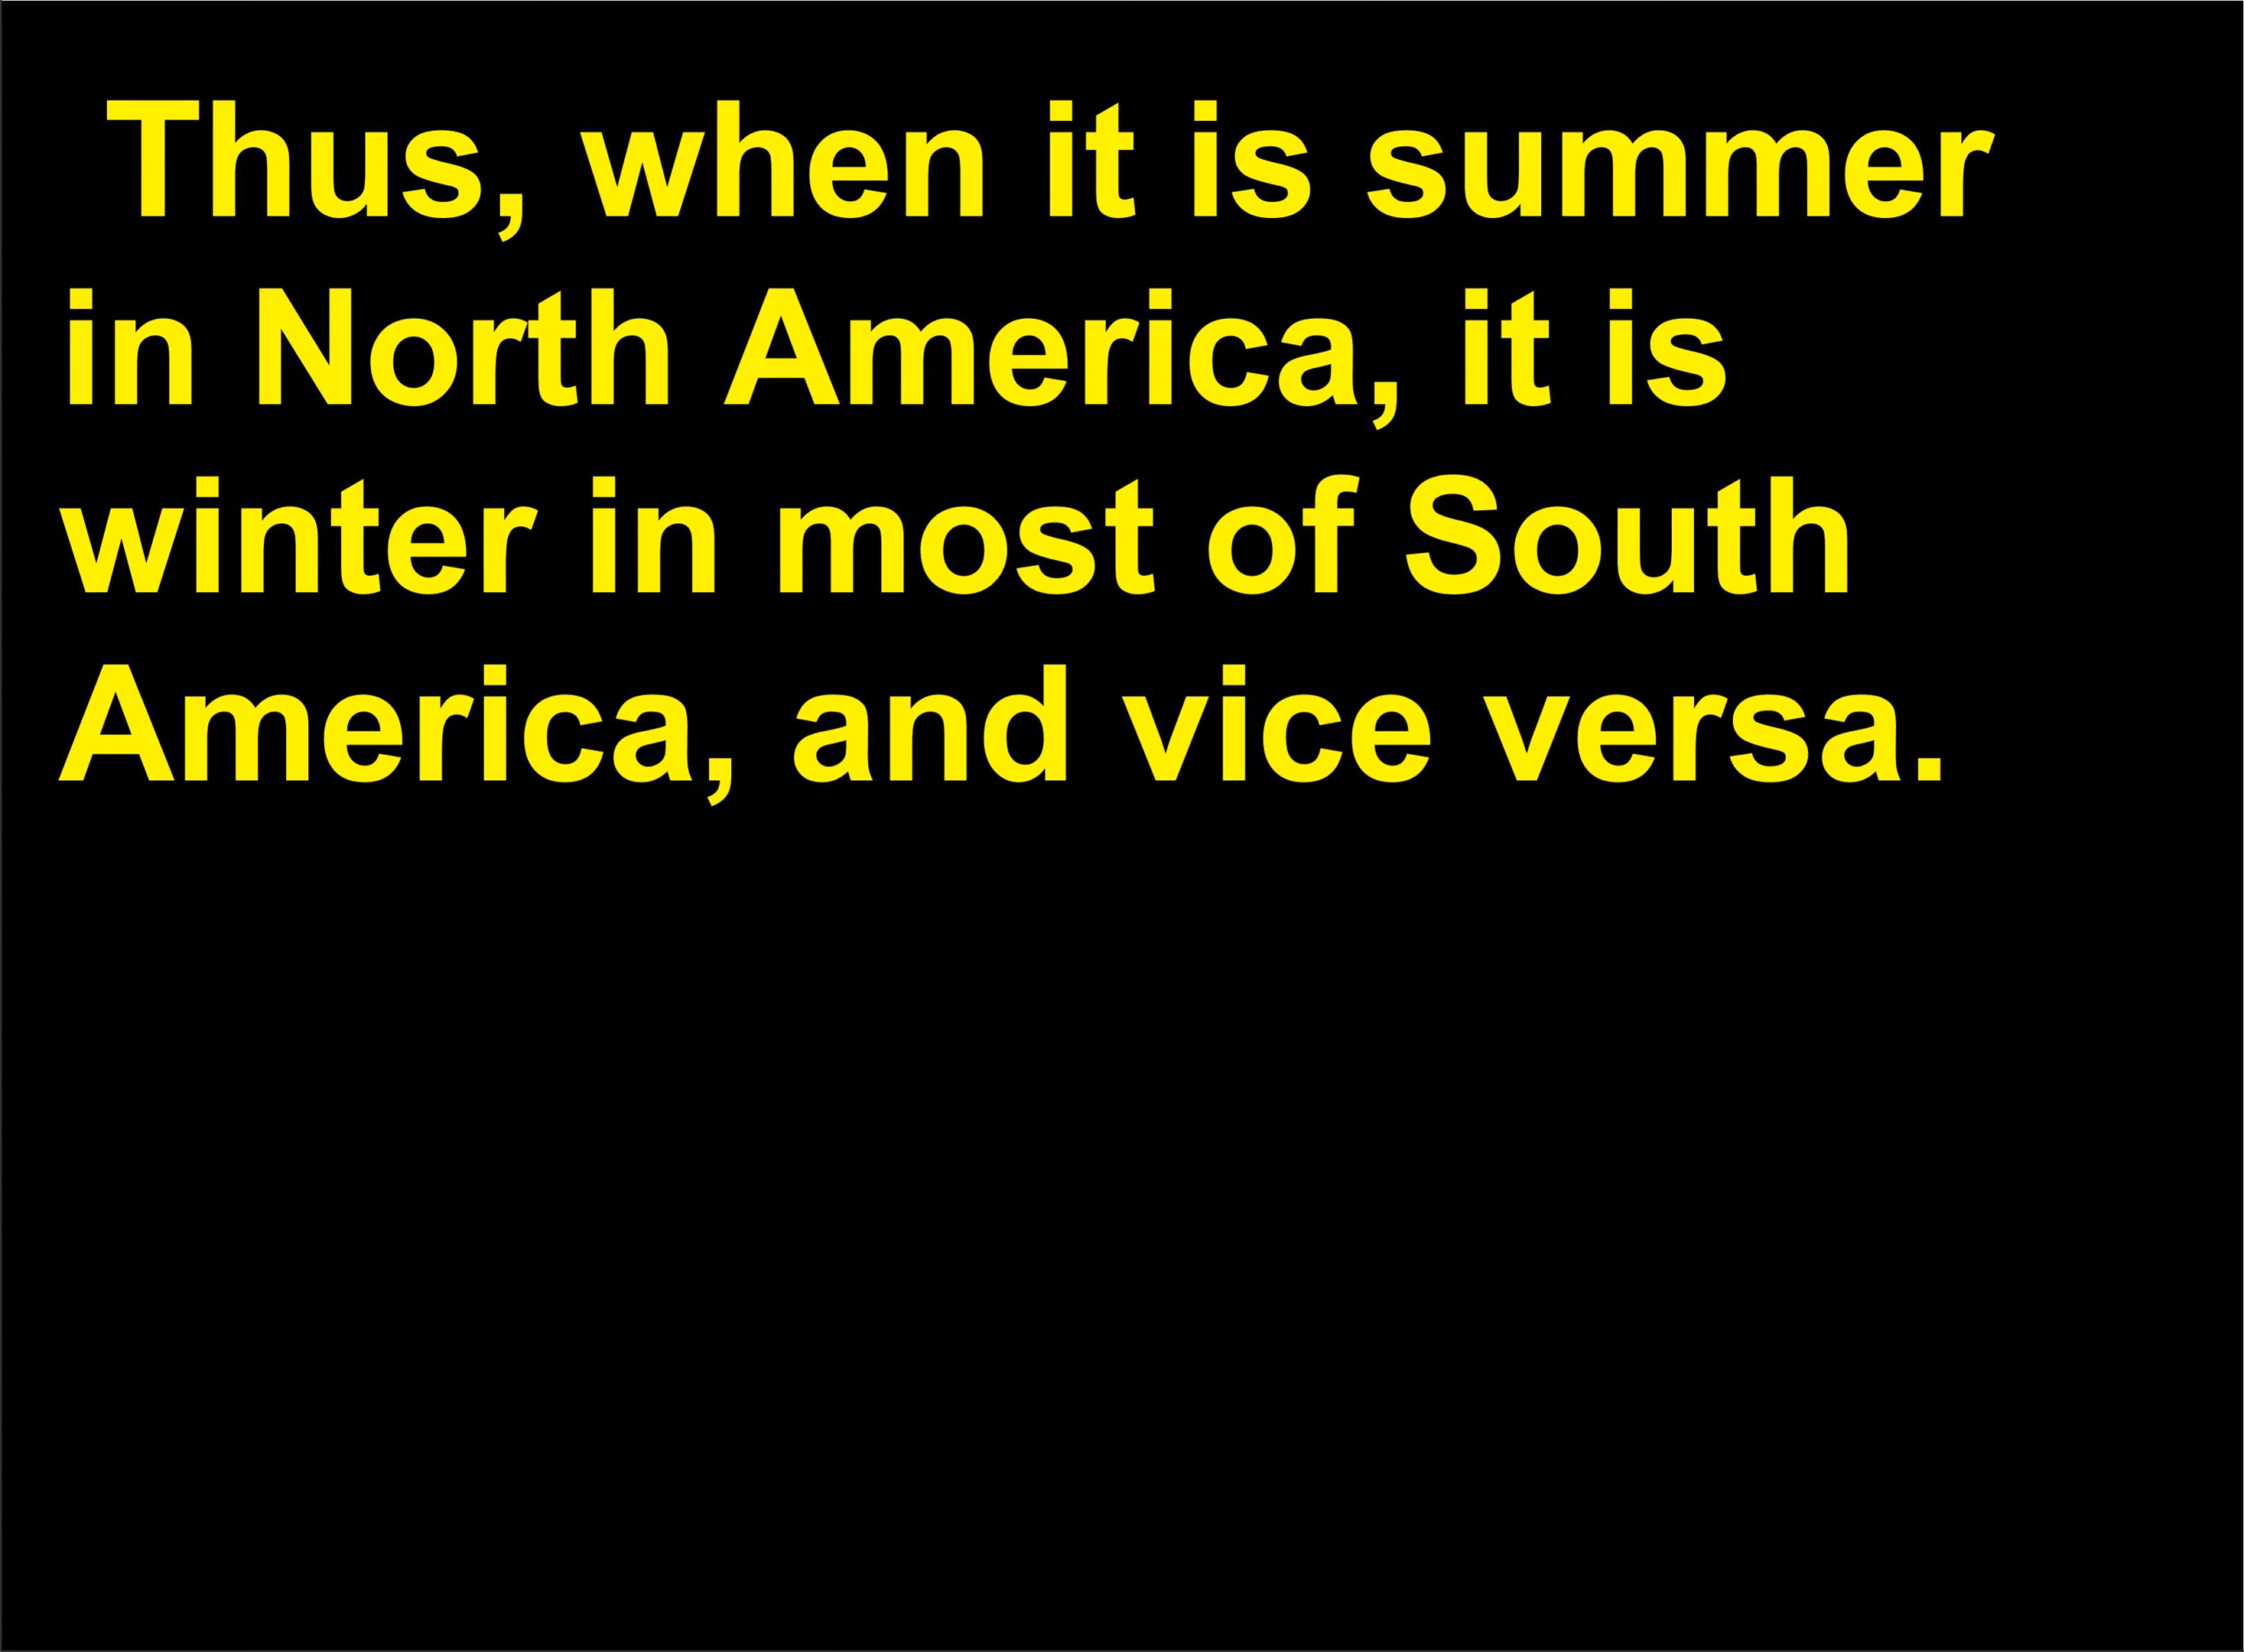 Thus, when it is summer
in North America, it is
winter in most of South
America, and vice versa.